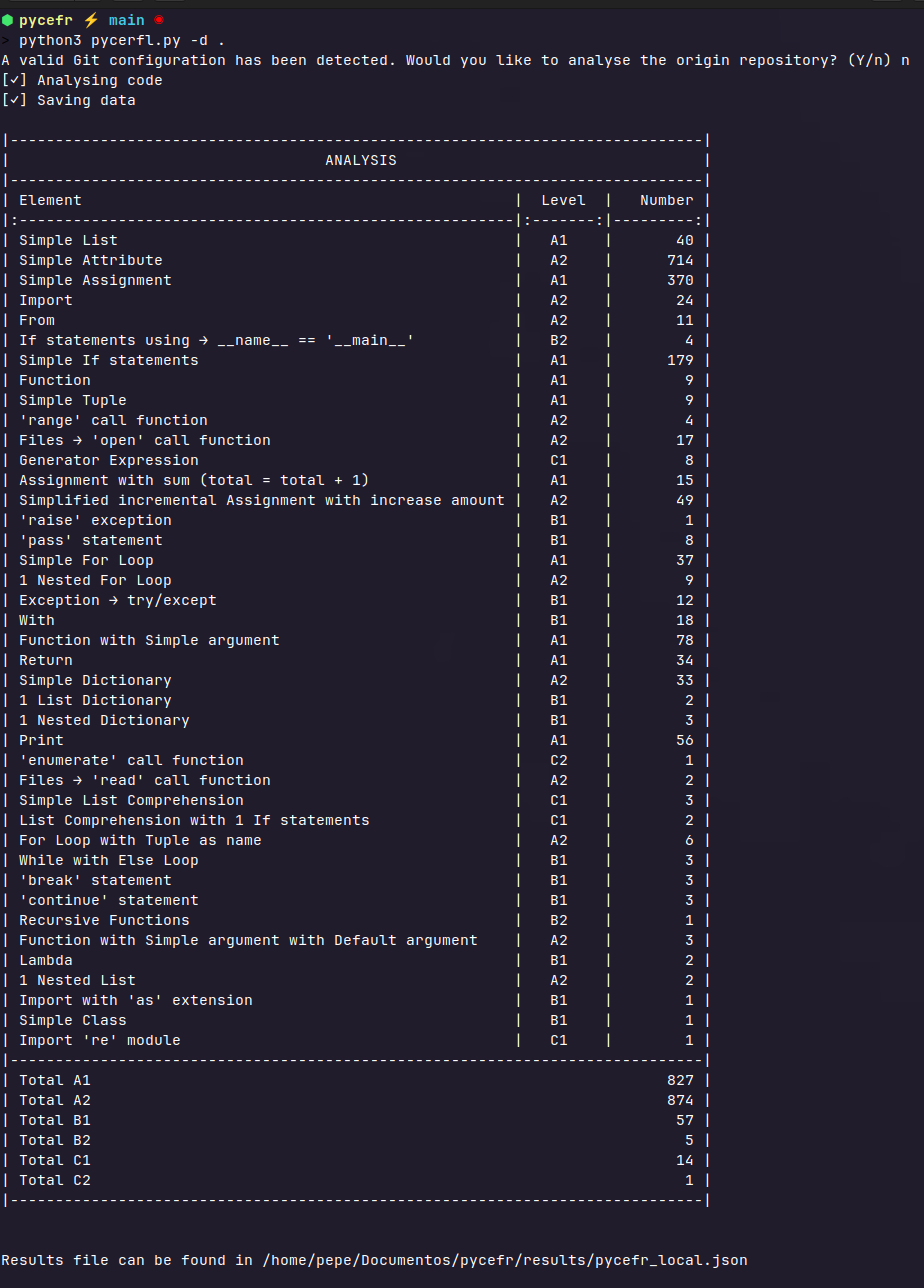 pycefr ⚡ main
> python3 pycerfl.py -d .
A valid Git configuration has been detected. Would you like to analyse the origin repository? (Y/n) n
[✓] Analysing code
[✓] Saving data
|-----------------------------------------------------------------------------|
|                                   ANALYSIS                                  |
|-----------------------------------------------------------------------------|
| Element                                                | Level | Number |
|:-------------------------------------------------------|:-------:|---------:|
| Simple List | A1 | 40 |
| Simple Attribute | A2 | 714 |
| Simple Assignment | A1 | 370 |
| Import | A2 | 24 |
| From | A2 | 11 |
| If statements using → __name__ == '__main__' | B2 | 4 |
| Simple If statements | A1 | 179 |
| Function | A1 | 9 |
| Simple Tuple | A1 | 9 |
| 'range' call function | A2 | 4 |
| Files → 'open' call function | A2 | 17 |
| Generator Expression | C1 | 8 |
| Assignment with sum (total = total + 1) | A1 | 15 |
| Simplified incremental Assignment with increase amount | A2 | 49 |
| 'raise' exception | B1 | 1 |
| 'pass' statement | B1 | 8 |
| Simple For Loop | A1 | 37 |
| 1 Nested For Loop | A2 | 9 |
| Exception → try/except | B1 | 12 |
| With | B1 | 18 |
| Function with Simple argument | A1 | 78 |
| Return | A1 | 34 |
| Simple Dictionary | A2 | 33 |
| 1 List Dictionary | B1 | 2 |
| 1 Nested Dictionary | B1 | 3 |
| Print | A1 | 56 |
| 'enumerate' call function | C2 | 1 |
| Files → 'read' call function | A2 | 2 |
| Simple List Comprehension | C1 | 3 |
| List Comprehension with 1 If statements | C1 | 2 |
| For Loop with Tuple as name | A2 | 6 |
| While with Else Loop | B1 | 3 |
| 'break' statement | B1 | 3 |
| 'continue' statement | B1 | 3 |
| Recursive Functions | B2 | 1 |
| Function with Simple argument with Default argument | A2 | 3 |
| Lambda | B1 | 2 |
| 1 Nested List | A2 | 2 |
| Import with 'as' extension | B1 | 1 |
| Simple Class | B1 | 1 |
| Import 're' module | C1 | 1 |
|-----------------------------------------------------------------------------|
| Total A1 827 |
| Total A2 874 |
| Total B1 57 |
| Total B2 5 |
| Total C1 14 |
| Total C2 1 |
|-----------------------------------------------------------------------------|
Results file can be found in /home/pepe/Documentos/pycefr/results/pycefr_local.json